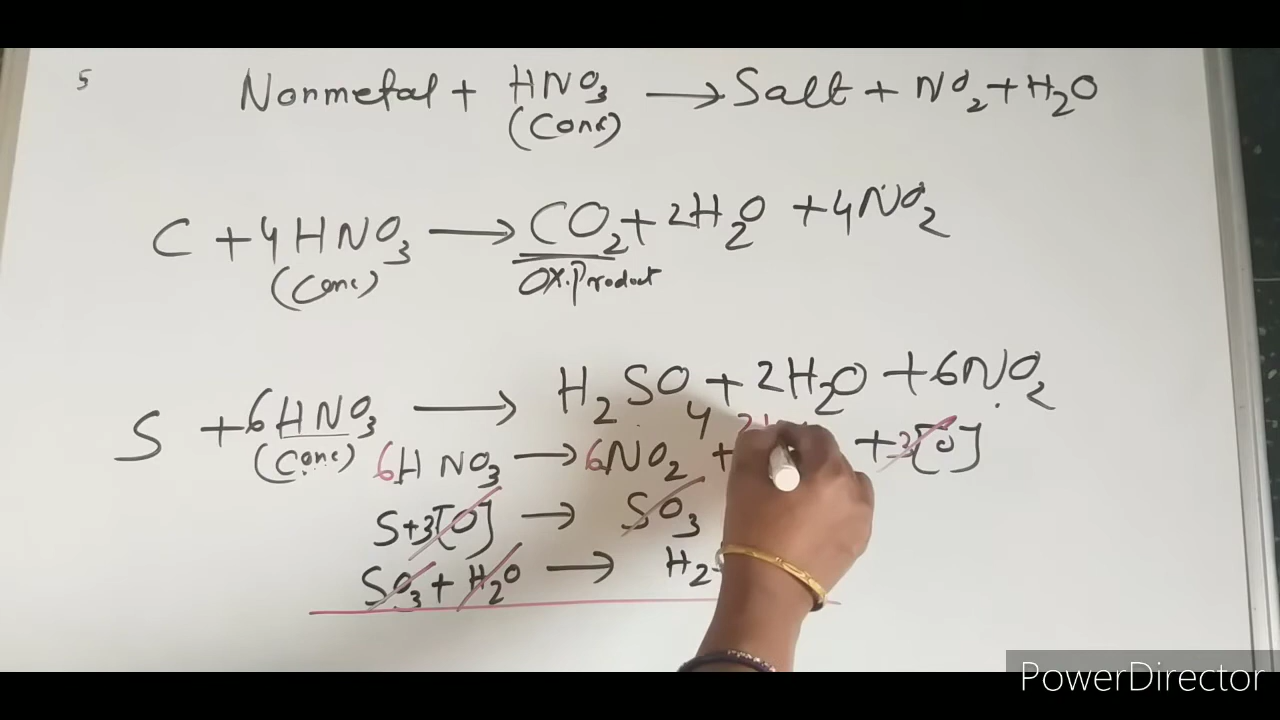 5
Nonmetal + HNO₃ → Salt + NO₂ + H₂O
(Conc)
C + 4HNO₃ → CO₂ + 2H₂O + 4NO₂
(Conc) OX.Product
S + 6HNO₃ → H₂SO₄ + 2H₂O + 6NO₂
(Conc) 6HNO₃ → 6NO₂ + + 3[O]
S+3[O] → SO₃
SO₃ + H₂O → H₂
PowerDirector